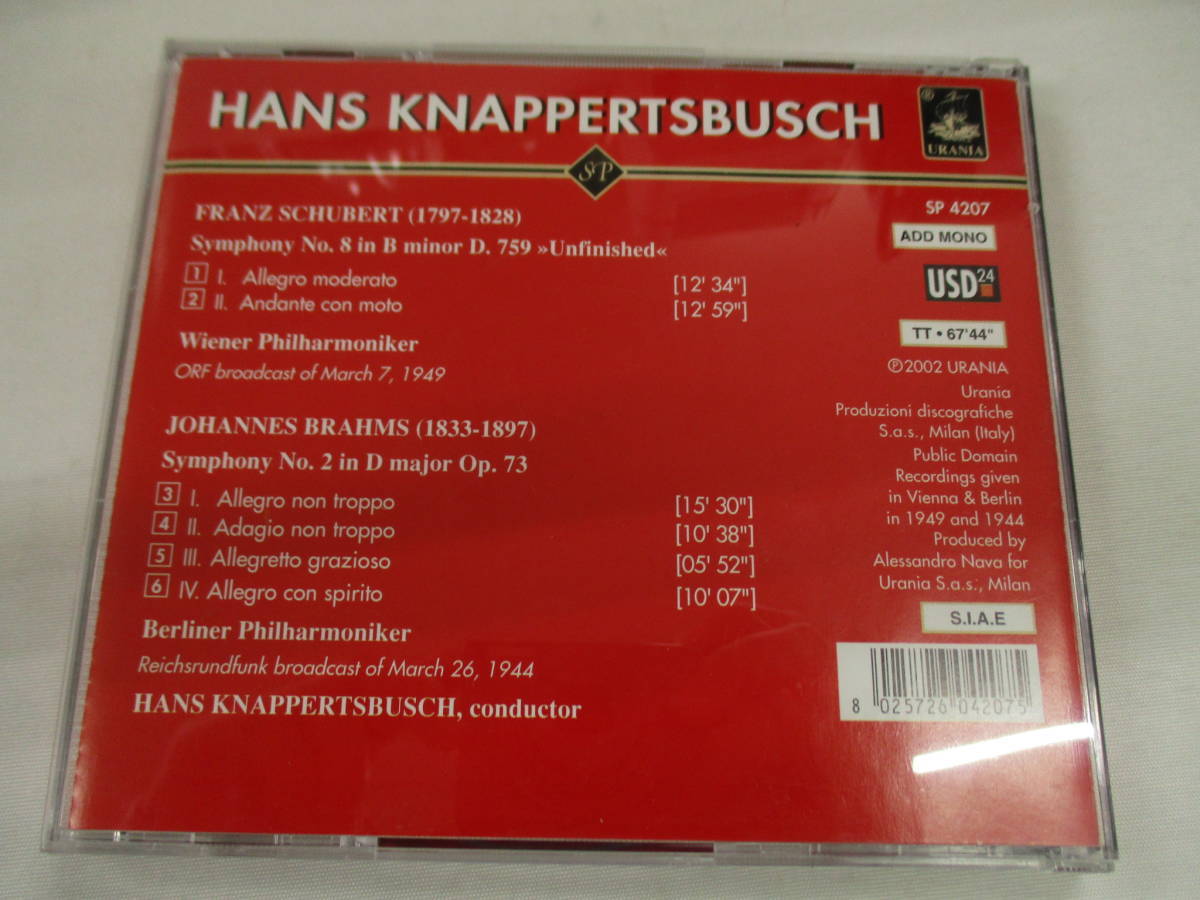 HANS KNAPPERTSBUSCH
®
URANIA
SP
FRANZ SCHUBERT (1797-1828)
Symphony No. 8 in B minor D. 759 »Unfinished«
1 I. Allegro moderato [12' 34"]
2 II. Andante con moto [12' 59"]
Wiener Philharmoniker
ORF broadcast of March 7, 1949
JOHANNES BRAHMS (1833-1897)
Symphony No. 2 in D major Op. 73
3 I. Allegro non troppo [15' 30"]
4 II. Adagio non troppo [10' 38"]
5 III. Allegretto grazioso [05' 52"]
6 IV. Allegro con spirito [10' 07"]
Berliner Philharmoniker
Reichsrundfunk broadcast of March 26, 1944
HANS KNAPPERTSBUSCH, conductor
SP 4207
ADD MONO
USD24
TT • 67'44"
℗2002 URANIA
Urania
Produzioni discografiche
S.a.s., Milan (Italy)
Public Domain
Recordings given
in Vienna & Berlin
in 1949 and 1944
Produced by
Alessandro Nava for
Urania S.a.s., Milan
S.I.A.E
8 025726 042075